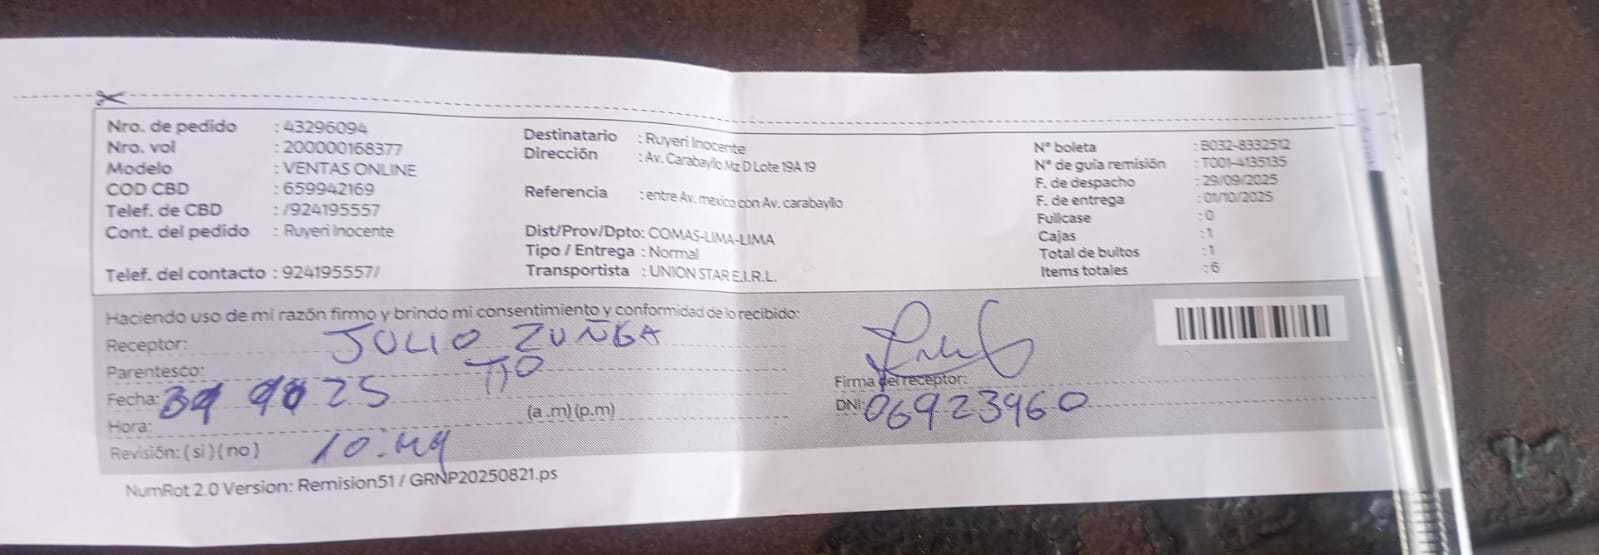 Nro. de pedido : 43296094
Nro. vol : 200000168377
Modelo : VENTAS ONLINE
COD CBD : 659942169
Telef. de CBD : /924195557
Cont. del pedido : Ruyeri Inocente
Telef. del contacto : 924195557/
Destinatario : Ruyeri Inocente
Dirección : Av. Carabayllo Mz D Lote 19A 19
Referencia : entre Av. mexico con Av. carabayllo
Dist/Prov/Dpto: COMAS-LIMA-LIMA
Tipo / Entrega : Normal
Transportista : UNION STAR E.I.R.L.
N° boleta : B032-8332512
N° de guía remisión : T001-4135135
F. de despacho : 29/09/2025
F. de entrega : 01/10/2025
Fullcase : 0
Cajas : 1
Total de bultos : 1
Items totales : 6
Haciendo uso de mi razón firmo y brindo mi consentimiento y conformidad de lo recibido:
Receptor: JULIO ZUÑGA
Parentesco: TIO
Fecha: 25
Hora: (a .m) (p.m)
Revisión: ( si ) ( no )
Firma del receptor:
DNI: 06923960
NumRot 2.0 Version: Remision51 / GRNP20250821.ps